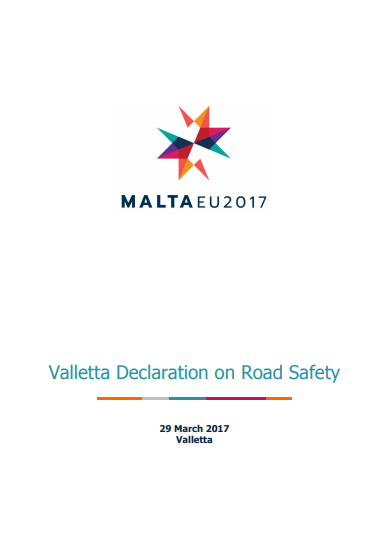 MALTAEU2017
Valletta Declaration on Road Safety
29 March 2017
Valletta